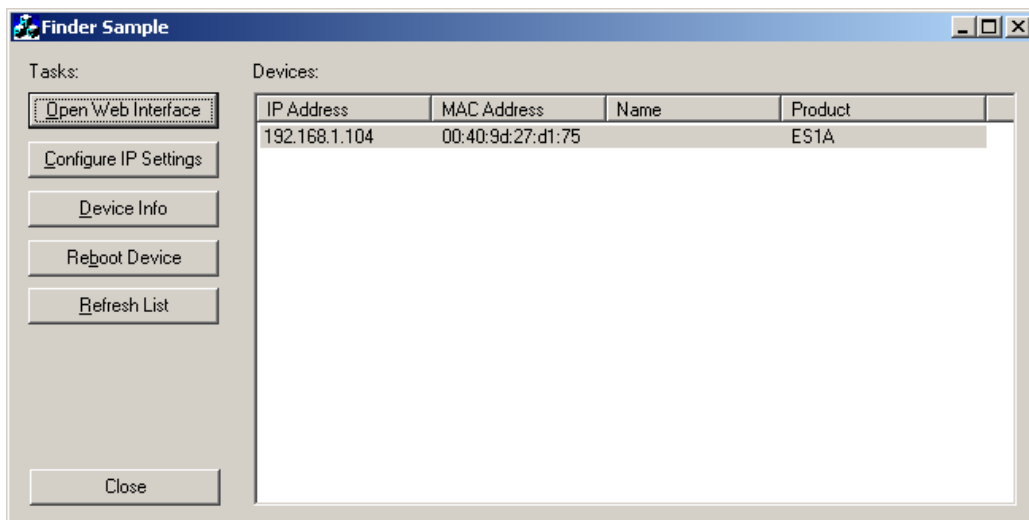 Finder Sample
Tasks:
Devices:
Open Web Interface
Configure IP Settings
Device Info
Reboot Device
Refresh List
Close
IP Address MAC Address Name Product
192.168.1.104 00:40:9d:27:d1:75 ES1A